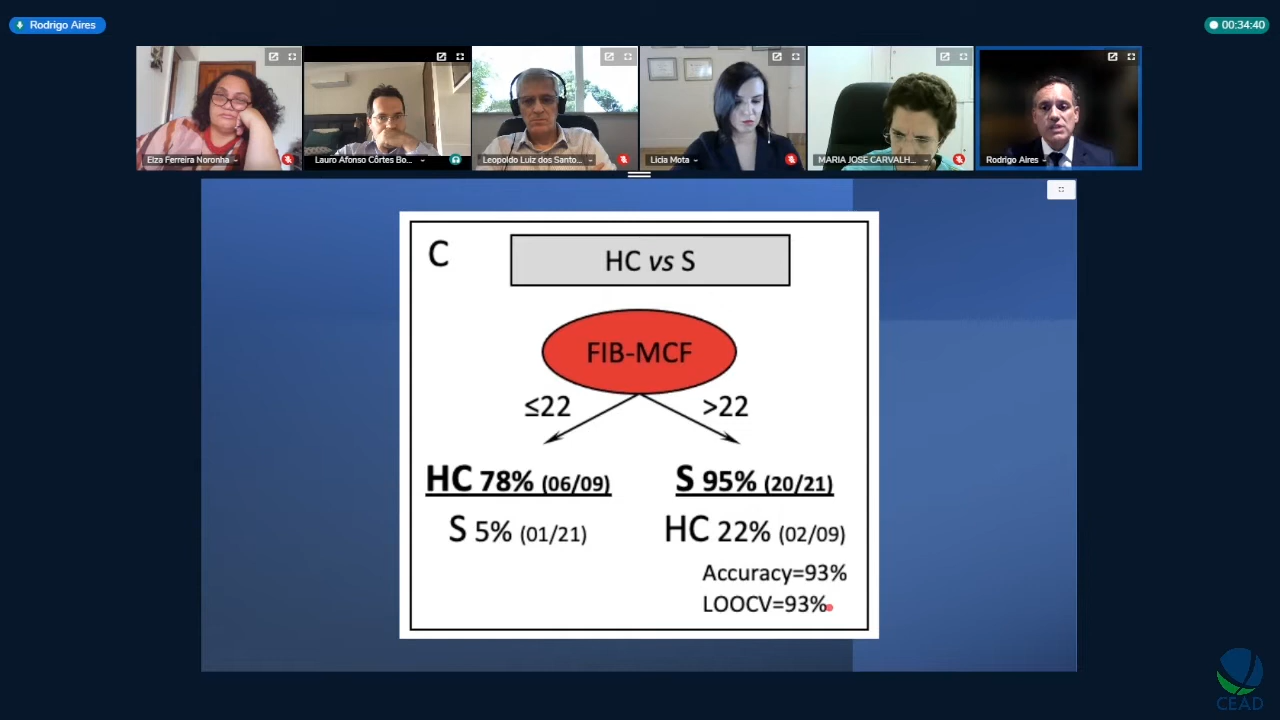 Rodrigo Aires
00:34:40
Elza Ferreira Noronha
Lauro Afonso Côrtes Bo...
Leopoldo Luiz dos Santo...
Licia Mota
MARIA JOSE CARVALH...
Rodrigo Aires
C
HC vs S
FIB-MCF
≤22 >22
HC 78% (06/09) S 95% (20/21)
S 5% (01/21) HC 22% (02/09)
Accuracy=93%
LOOCV=93%
CEAD